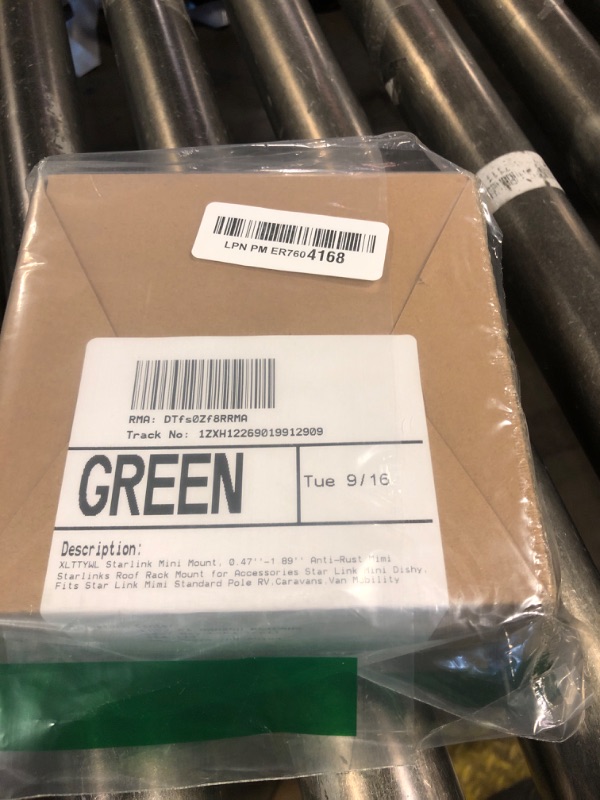 LPN PM ER7604168
RMA: DTfs0Zf8RRMA
Track No: 1ZXH12269019912909
GREEN
Tue 9/16
Description:
XLTTYWL Starlink Mini Mount, 0.47''-1.89'' Anti-Rust Mimi
Starlinks Roof Rack Mount for Accessories Star Link Mini Dishy,
Fits Star Link Mimi Standard Pole RV,Caravans Van Mobility